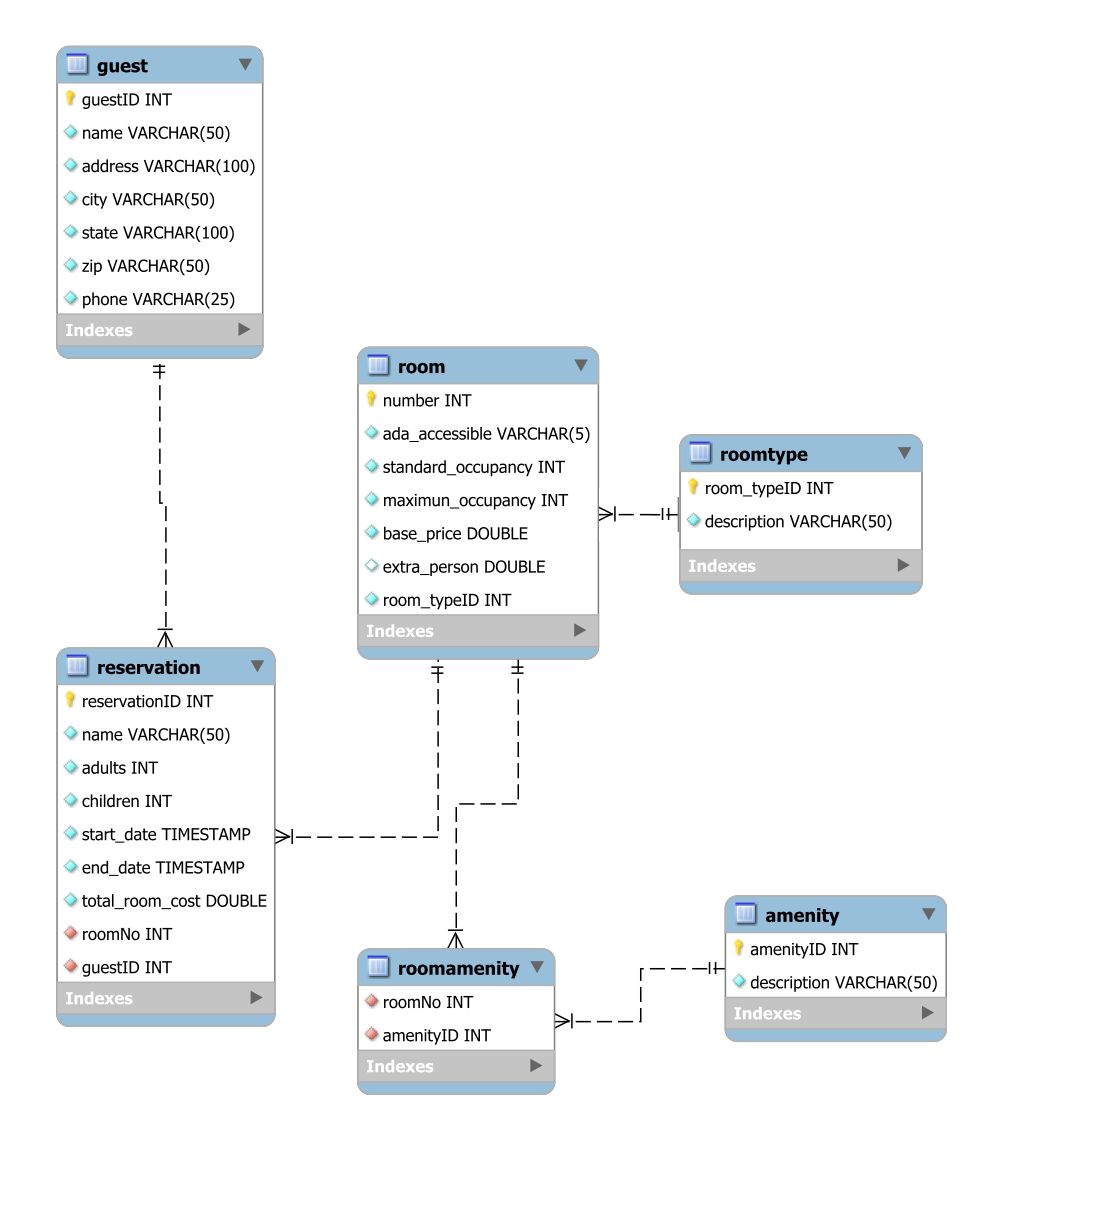 guest
guestID INT
name VARCHAR(50)
address VARCHAR(100)
city VARCHAR(50)
state VARCHAR(100)
zip VARCHAR(50)
phone VARCHAR(25)
Indexes
room
number INT
ada_accessible VARCHAR(5)
standard_occupancy INT
maximun_occupancy INT
base_price DOUBLE
extra_person DOUBLE
room_typeID INT
Indexes
roomtype
room_typeID INT
description VARCHAR(50)
Indexes
reservation
reservationID INT
name VARCHAR(50)
adults INT
children INT
start_date TIMESTAMP
end_date TIMESTAMP
total_room_cost DOUBLE
roomNo INT
guestID INT
Indexes
roomamenity
roomNo INT
amenityID INT
Indexes
amenity
amenityID INT
description VARCHAR(50)
Indexes